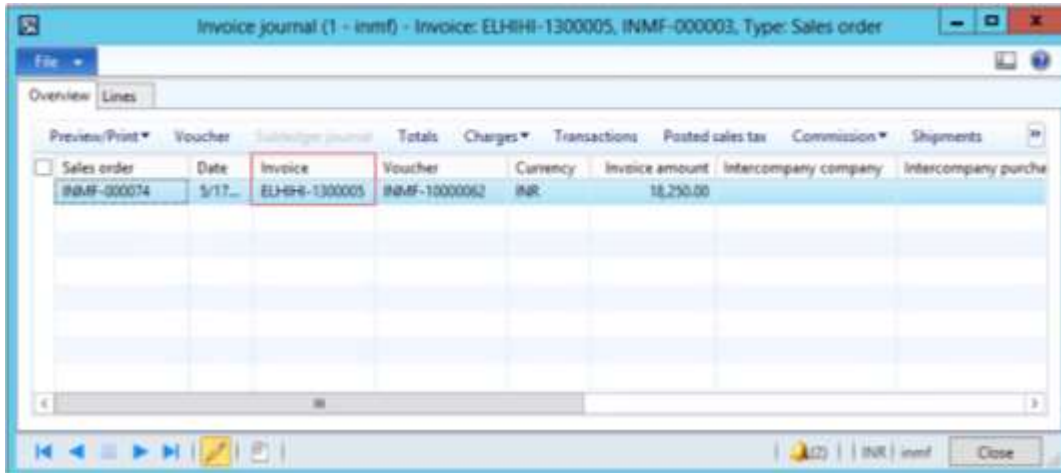 Invoice journal (1 - inmf) - Invoice: ELHIHI-1300005, INMF-000003, Type: Sales order
File
Overview Lines
Preview/Print Voucher Subledger journal Totals Charges Transactions Posted sales tax Commission Shipments
Sales order Date Invoice Voucher Currency Invoice amount Intercompany company Intercompany purche
INMF-000074 5/17... ELHIHI-1300005 INMF-10000062 INR 18,250.00
(2) INR inmf Close